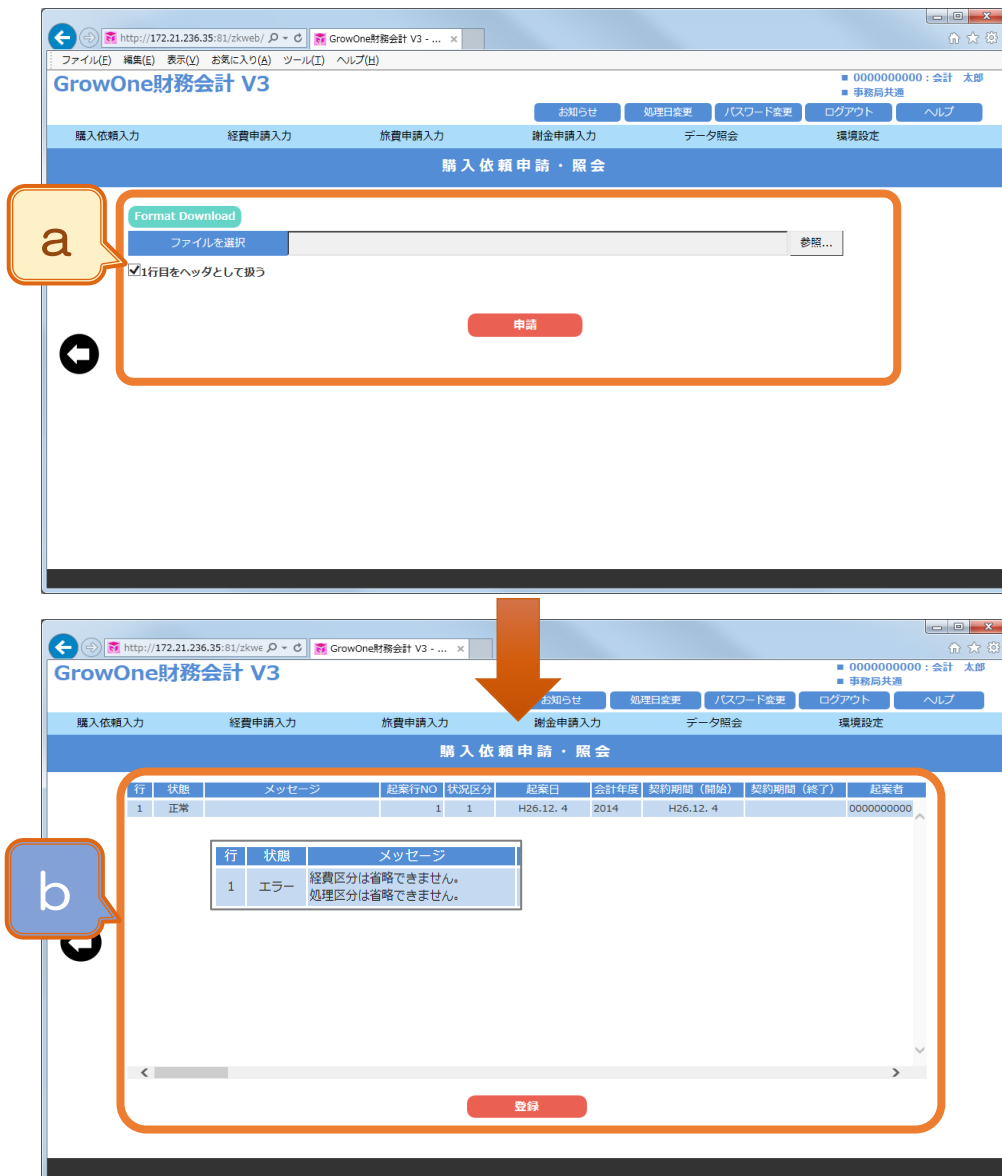 http://172.21.236.35:81/zkweb/
GrowOne財務会計 V3 - ...
ファイル(F) 編集(E) 表示(V) お気に入り(A) ツール(T) ヘルプ(H)
GrowOne財務会計 V3
■ 0000000000：会計 太郎
■ 事務局共通
お知らせ 処理日変更 パスワード変更 ログアウト ヘルプ
購入依頼入力 経費申請入力 旅費申請入力 謝金申請入力 データ照会 環境設定
購入依頼申請・照会
a
Format Download
ファイルを選択 参照...
1行目をヘッダとして扱う
申請
http://172.21.236.35:81/zkwe
GrowOne財務会計 V3 - ...
GrowOne財務会計 V3
■ 0000000000：会計 太郎
■ 事務局共通
お知らせ 処理日変更 パスワード変更 ログアウト ヘルプ
購入依頼入力 経費申請入力 旅費申請入力 謝金申請入力 データ照会 環境設定
購入依頼申請・照会
行 状態 メッセージ 起案行NO 状況区分 起案日 会計年度 契約期間（開始） 契約期間（終了） 起案者
1 正常 1 1 H26.12. 4 2014 H26.12. 4 0000000000
行 状態 メッセージ
1 エラー 経費区分は省略できません。
処理区分は省略できません。
b
登録